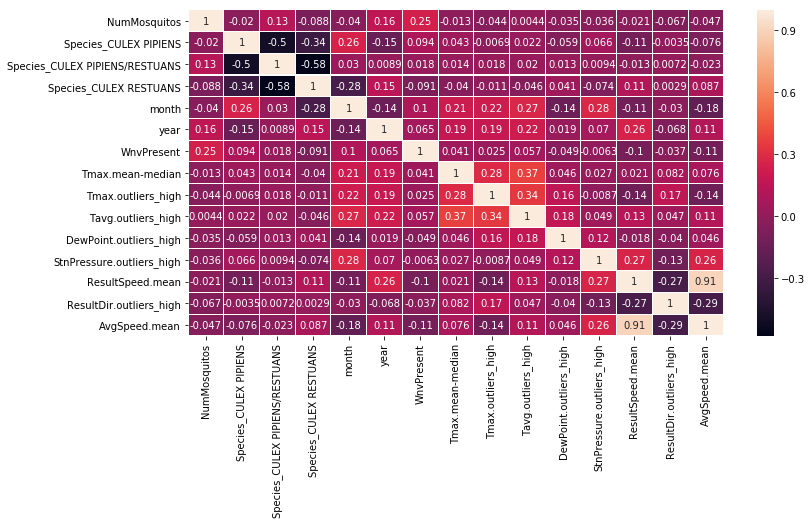 NumMosquitos 1 -0.02 0.13 -0.088 -0.04 0.16 0.25 -0.013 -0.044 0.0044 -0.035 -0.036 -0.021 -0.067 -0.047 0.9
Species_CULEX PIPIENS -0.02 1 -0.5 -0.34 0.26 -0.15 0.094 0.043 -0.0069 0.022 -0.059 0.066 -0.11 -0.0035 -0.076
Species_CULEX PIPIENS/RESTUANS 0.13 -0.5 1 -0.58 0.03 0.0089 0.018 0.014 0.018 0.02 0.013 0.0094 -0.013 0.0072 -0.023
Species_CULEX RESTUANS -0.088 -0.34 -0.58 1 -0.28 0.15 -0.091 -0.04 -0.011 -0.046 0.041 -0.074 0.11 0.0029 0.087 0.6
month -0.04 0.26 0.03 -0.28 1 -0.14 0.1 0.21 0.22 0.27 -0.14 0.28 -0.11 -0.03 -0.18
year 0.16 -0.15 0.0089 0.15 -0.14 1 0.065 0.19 0.19 0.22 0.019 0.07 0.26 -0.068 0.11
WnvPresent 0.25 0.094 0.018 -0.091 0.1 0.065 1 0.041 0.025 0.057 -0.049 -0.0063 -0.1 -0.037 -0.11 0.3
Tmax.mean-median -0.013 0.043 0.014 -0.04 0.21 0.19 0.041 1 0.28 0.37 0.046 0.027 0.021 0.082 0.076
Tmax.outliers_high -0.044 -0.0069 0.018 -0.011 0.22 0.19 0.025 0.28 1 0.34 0.16 -0.0087 -0.14 0.17 -0.14
Tavg.outliers_high 0.0044 0.022 0.02 -0.046 0.27 0.22 0.057 0.37 0.34 1 0.18 0.049 0.13 0.047 0.11 0.0
DewPoint.outliers_high -0.035 -0.059 0.013 0.041 -0.14 0.019 -0.049 0.046 0.16 0.18 1 0.12 -0.018 -0.04 0.046
StnPressure.outliers_high -0.036 0.066 0.0094 -0.074 0.28 0.07 -0.0063 0.027 -0.0087 0.049 0.12 1 0.27 -0.13 0.26
ResultSpeed.mean -0.021 -0.11 -0.013 0.11 -0.11 0.26 -0.1 0.021 -0.14 0.13 -0.018 0.27 1 -0.27 0.91 -0.3
ResultDir.outliers_high -0.067 -0.0035 0.0072 0.0029 -0.03 -0.068 -0.037 0.082 0.17 0.047 -0.04 -0.13 -0.27 1 -0.29
AvgSpeed.mean -0.047 -0.076 -0.023 0.087 -0.18 0.11 -0.11 0.076 -0.14 0.11 0.046 0.26 0.91 -0.29 1
NumMosquitos
Species_CULEX PIPIENS
Species_CULEX PIPIENS/RESTUANS
Species_CULEX RESTUANS
month
year
WnvPresent
Tmax.mean-median
Tmax.outliers_high
Tavg.outliers_high
DewPoint.outliers_high
StnPressure.outliers_high
ResultSpeed.mean
ResultDir.outliers_high
AvgSpeed.mean